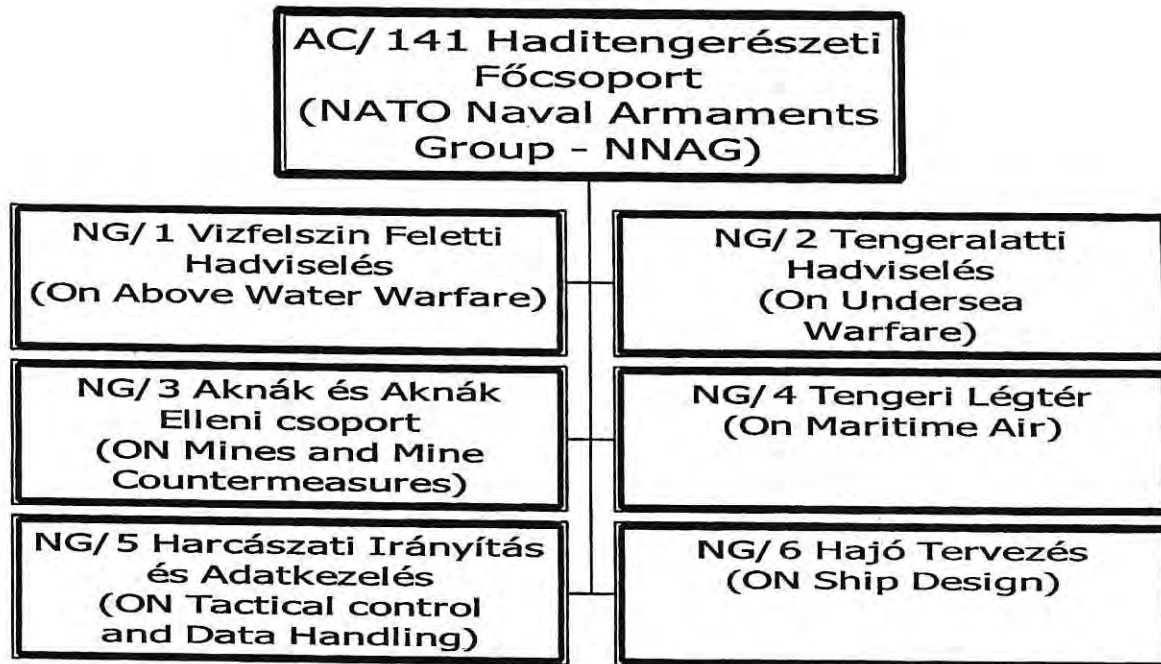 AC/141 Haditengerészeti
Főcsoport
(NATO Naval Armaments
Group - NNAG)
NG/1 Vizfelszin Feletti
Hadviselés
(On Above Water Warfare)
NG/2 Tengeralatti
Hadviselés
(On Undersea
Warfare)
NG/3 Aknák és Aknák
Elleni csoport
(ON Mines and Mine
Countermeasures)
NG/4 Tengeri Légtér
(On Maritime Air)
NG/5 Harcászati Irányítás
és Adatkezelés
(ON Tactical control
and Data Handling)
NG/6 Hajó Tervezés
(ON Ship Design)